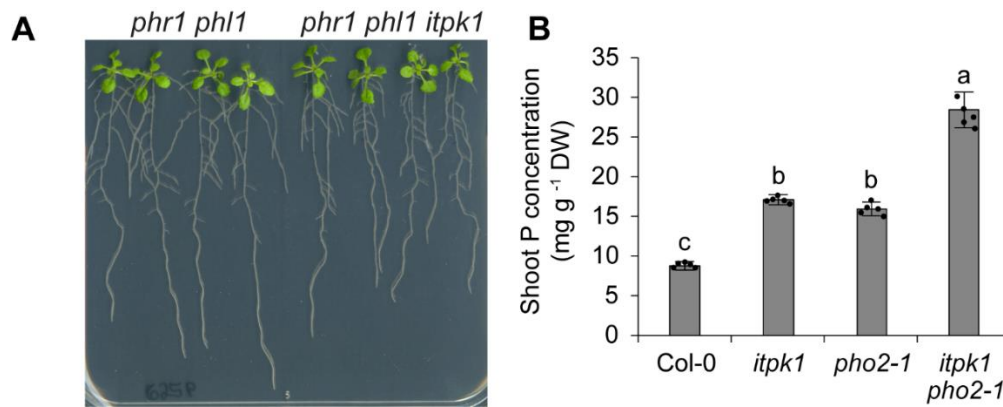 A
phr1 phl1
phr1 phl1 itpk1
625P
B
Shoot P concentration
(mg g -1 DW)
35
30
25
20
15
10
5
0
c
b
b
a
Col-0
itpk1
pho2-1
itpk1
pho2-1